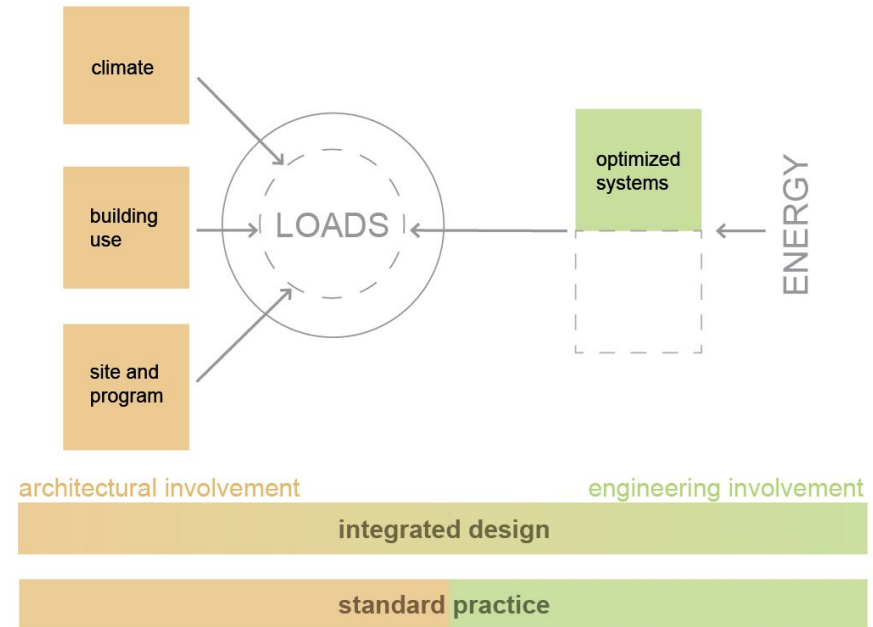 climate
building
use
site and
program
LOADS
optimized
systems
ENERGY
architectural involvement
engineering involvement
integrated design
standard practice